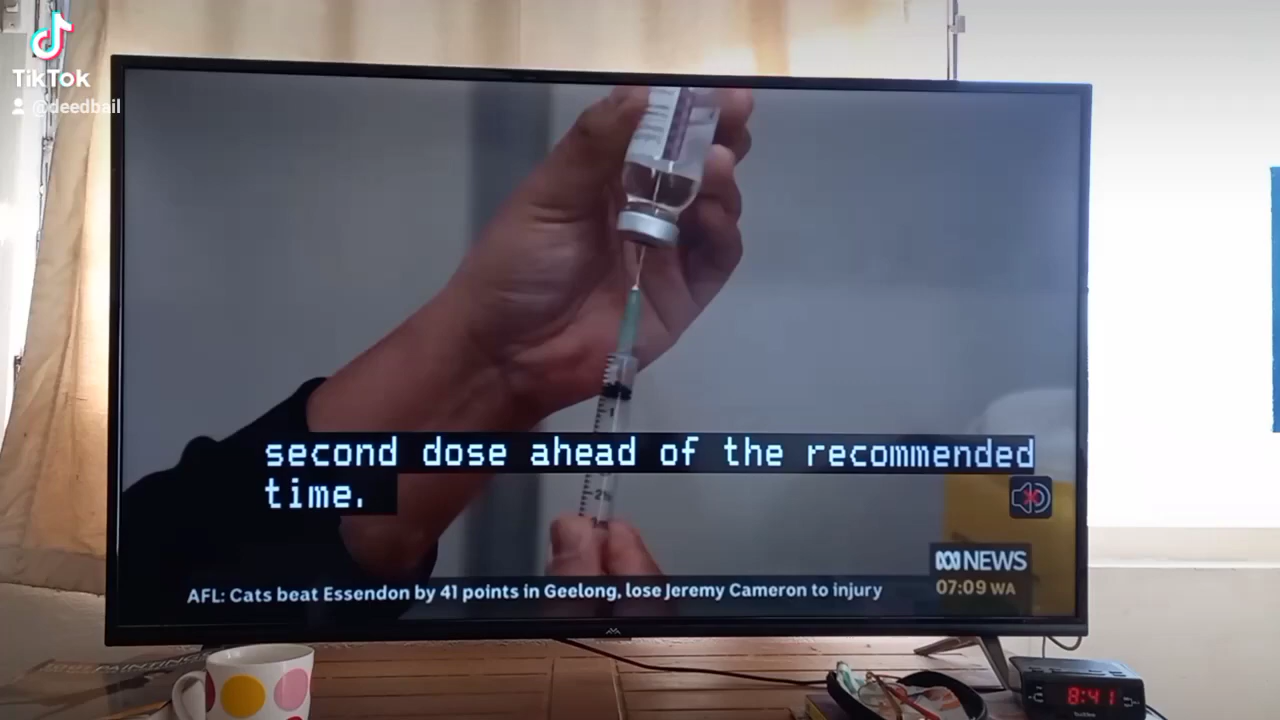 TikTok
@deedbail
second dose ahead of the recommended
time.
NEWS
AFL: Cats beat Essendon by 41 points in Geelong, lose Jeremy Cameron to injury
07:09 WA
8:41